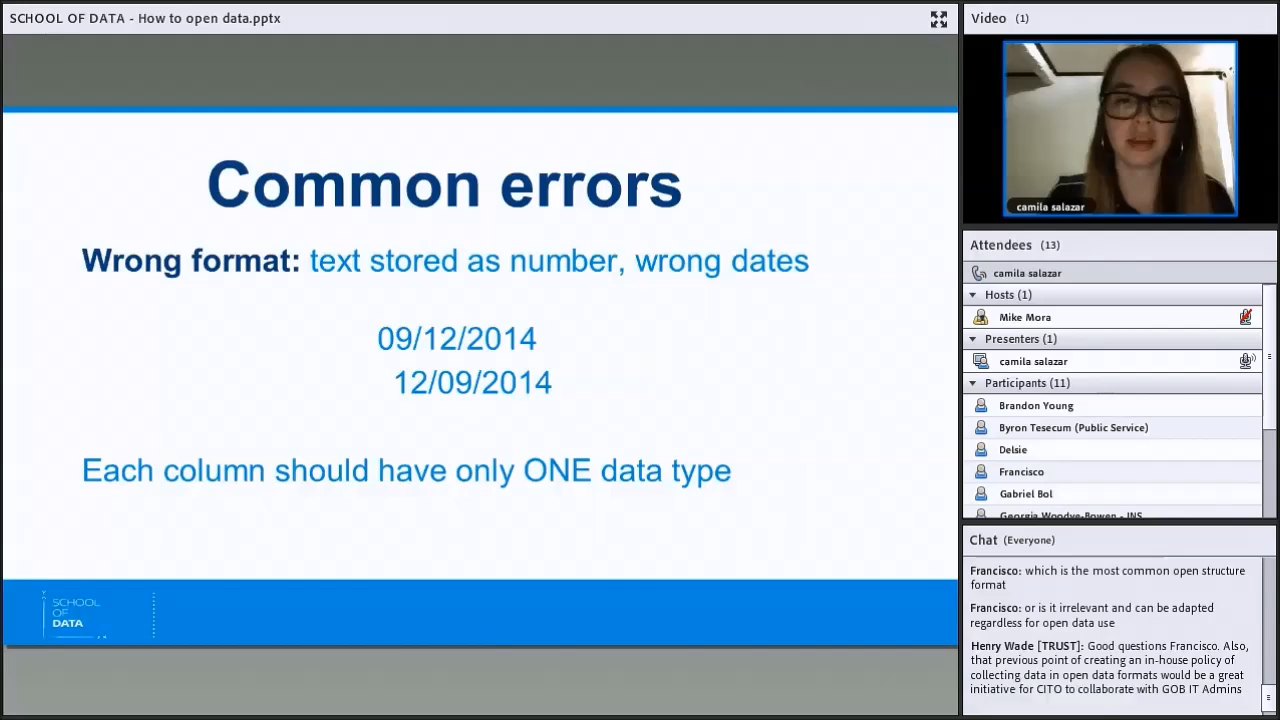 SCHOOL OF DATA - How to open data.pptx
Common errors
Wrong format: text stored as number, wrong dates
09/12/2014
12/09/2014
Each column should have only ONE data type
SCHOOL
OF
DATA
Video (1)
camila salazar
Attendees (13)
camila salazar
Hosts (1)
Mike Mora
Presenters (1)
camila salazar
Participants (11)
Brandon Young
Byron Tesecum (Public Service)
Delsie
Francisco
Gabriel Bol
Chat (Everyone)
Francisco: which is the most common open structure
format
Francisco: or is it irrelevant and can be adapted
regardless for open data use
Henry Wade [TRUST]: Good questions Francisco. Also,
that previous point of creating an in-house policy of
collecting data in open data formats would be a great
initiative for CITO to collaborate with GOB IT Admins